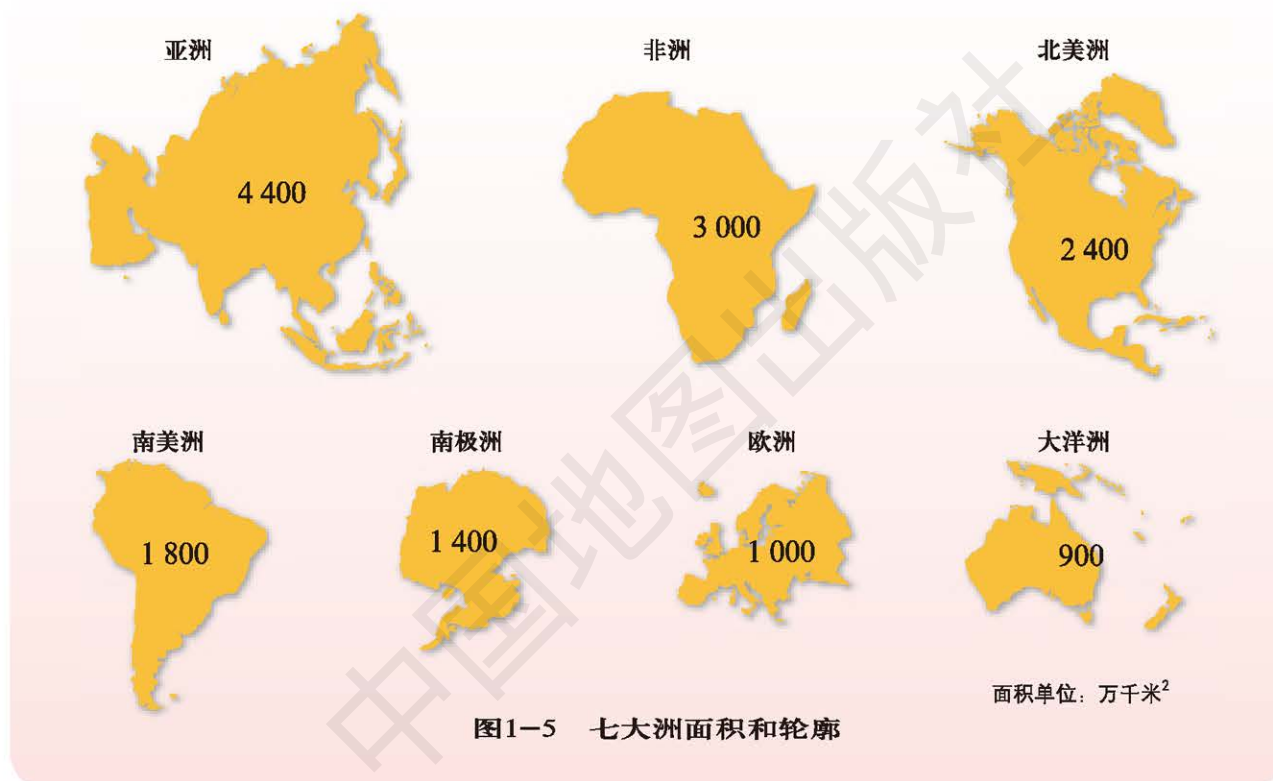 亚洲
非洲
北美洲
4 400
3 000
2 400
南美洲
南极洲
欧洲
大洋洲
1 800
1 400
1 000
900
面积单位：万千米²
图1-5 七大洲面积和轮廓
中国地图出版社